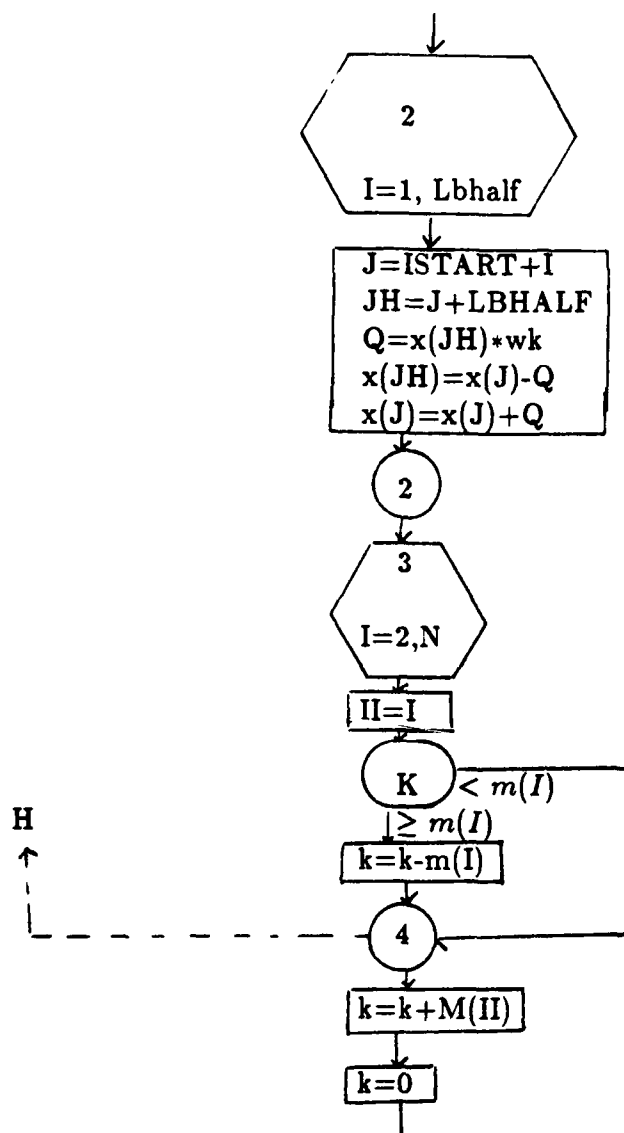 2
I=1, Lbhalf
J=ISTART+I
JH=J+LBHALF
Q=x(JH)*wk
x(JH)=x(J)-Q
x(J)=x(J)+Q
2
3
I=2,N
II=I
K
< m(I)
≥ m(I)
H
k=k-m(I)
4
k=k+M(II)
k=0